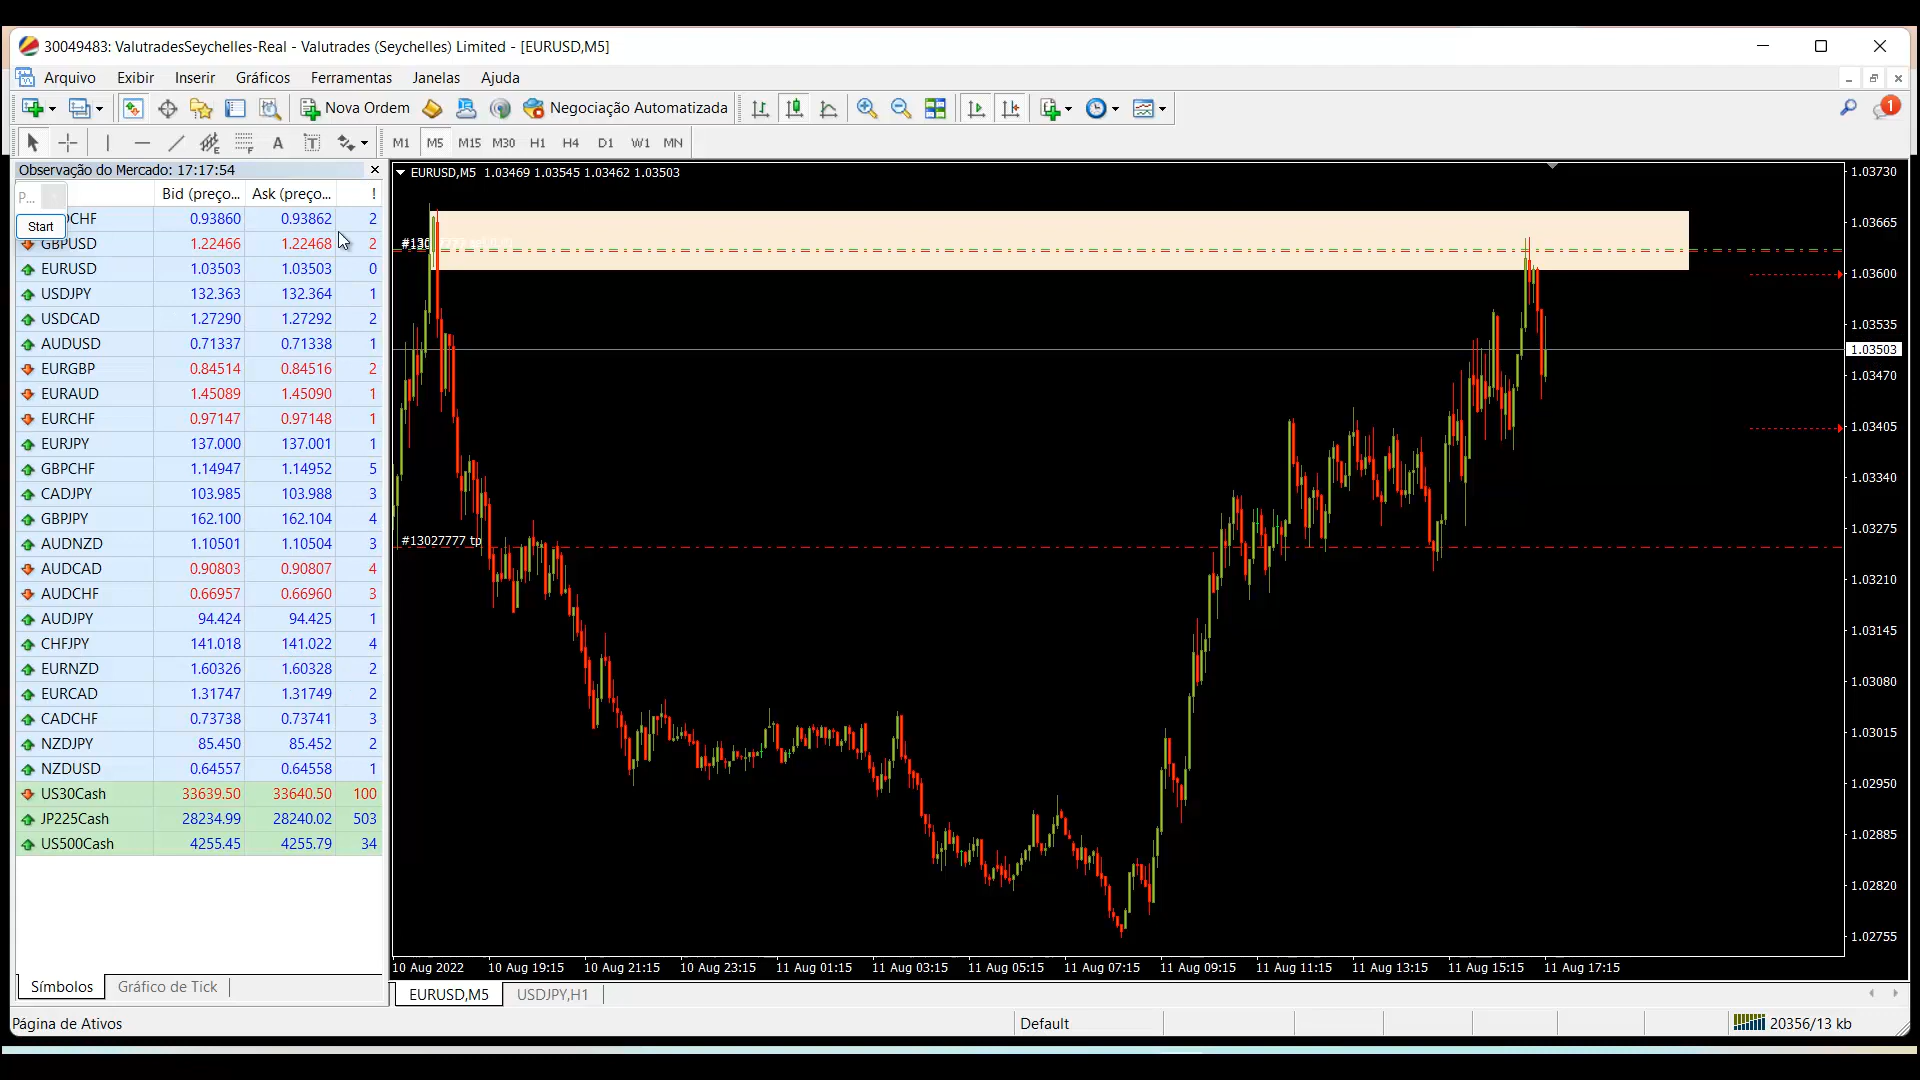 30049483: ValutradesSeychelles-Real - Valutrades (Seychelles) Limited - [EURUSD,M5]
Arquivo Exibir Inserir Gráficos Ferramentas Janelas Ajuda
Nova Ordem Negociação Automatizada 1
A T M1 M5 M15 M30 H1 H4 D1 W1 MN
Observação do Mercado: 17:17:54
P... Bid (preço... Ask (preço... !
Start
CHF 0.93860 0.93862 2
GBPUSD 1.22466 1.22468 2
EURUSD 1.03503 1.03503 0
USDJPY 132.363 132.364 1
USDCAD 1.27290 1.27292 2
AUDUSD 0.71337 0.71338 1
EURGBP 0.84514 0.84516 2
EURAUD 1.45089 1.45090 1
EURCHF 0.97147 0.97148 1
EURJPY 137.000 137.001 1
GBPCHF 1.14947 1.14952 5
CADJPY 103.985 103.988 3
GBPJPY 162.100 162.104 4
AUDNZD 1.10501 1.10504 3
AUDCAD 0.90803 0.90807 4
AUDCHF 0.66957 0.66960 3
AUDJPY 94.424 94.425 1
CHFJPY 141.018 141.022 4
EURNZD 1.60326 1.60328 2
EURCAD 1.31747 1.31749 2
CADCHF 0.73738 0.73741 3
NZDJPY 85.450 85.452 2
NZDUSD 0.64557 0.64558 1
US30Cash 33639.50 33640.50 100
JP225Cash 28234.99 28240.02 503
US500Cash 4255.45 4255.79 34
Símbolos Gráfico de Tick
EURUSD,M5 1.03469 1.03545 1.03462 1.03503
#13027777 tp
1.03730
1.03665
1.03600
1.03535
1.03503
1.03470
1.03405
1.03340
1.03275
1.03210
1.03145
1.03080
1.03015
1.02950
1.02885
1.02820
1.02755
10 Aug 2022 10 Aug 19:15 10 Aug 21:15 10 Aug 23:15 11 Aug 01:15 11 Aug 03:15 11 Aug 05:15 11 Aug 07:15 11 Aug 09:15 11 Aug 11:15 11 Aug 13:15 11 Aug 15:15 11 Aug 17:15
EURUSD,M5 USDJPY,H1
Página de Ativos Default 20356/13 kb